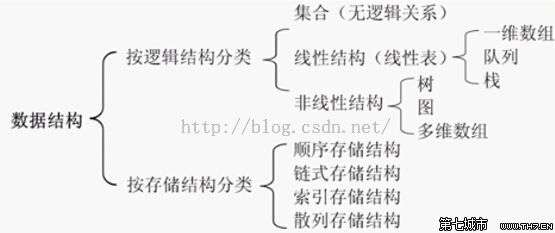 集合（无逻辑关系）
一维数组
按逻辑结构分类
线性结构（线性表）
队列
栈
树
非线性结构
图
数据结构
http://blog.csdn.net/
多维数组
顺序存储结构
链式存储结构
按存储结构分类
索引存储结构
散列存储结构
第七城市 WWW.TH7.CN